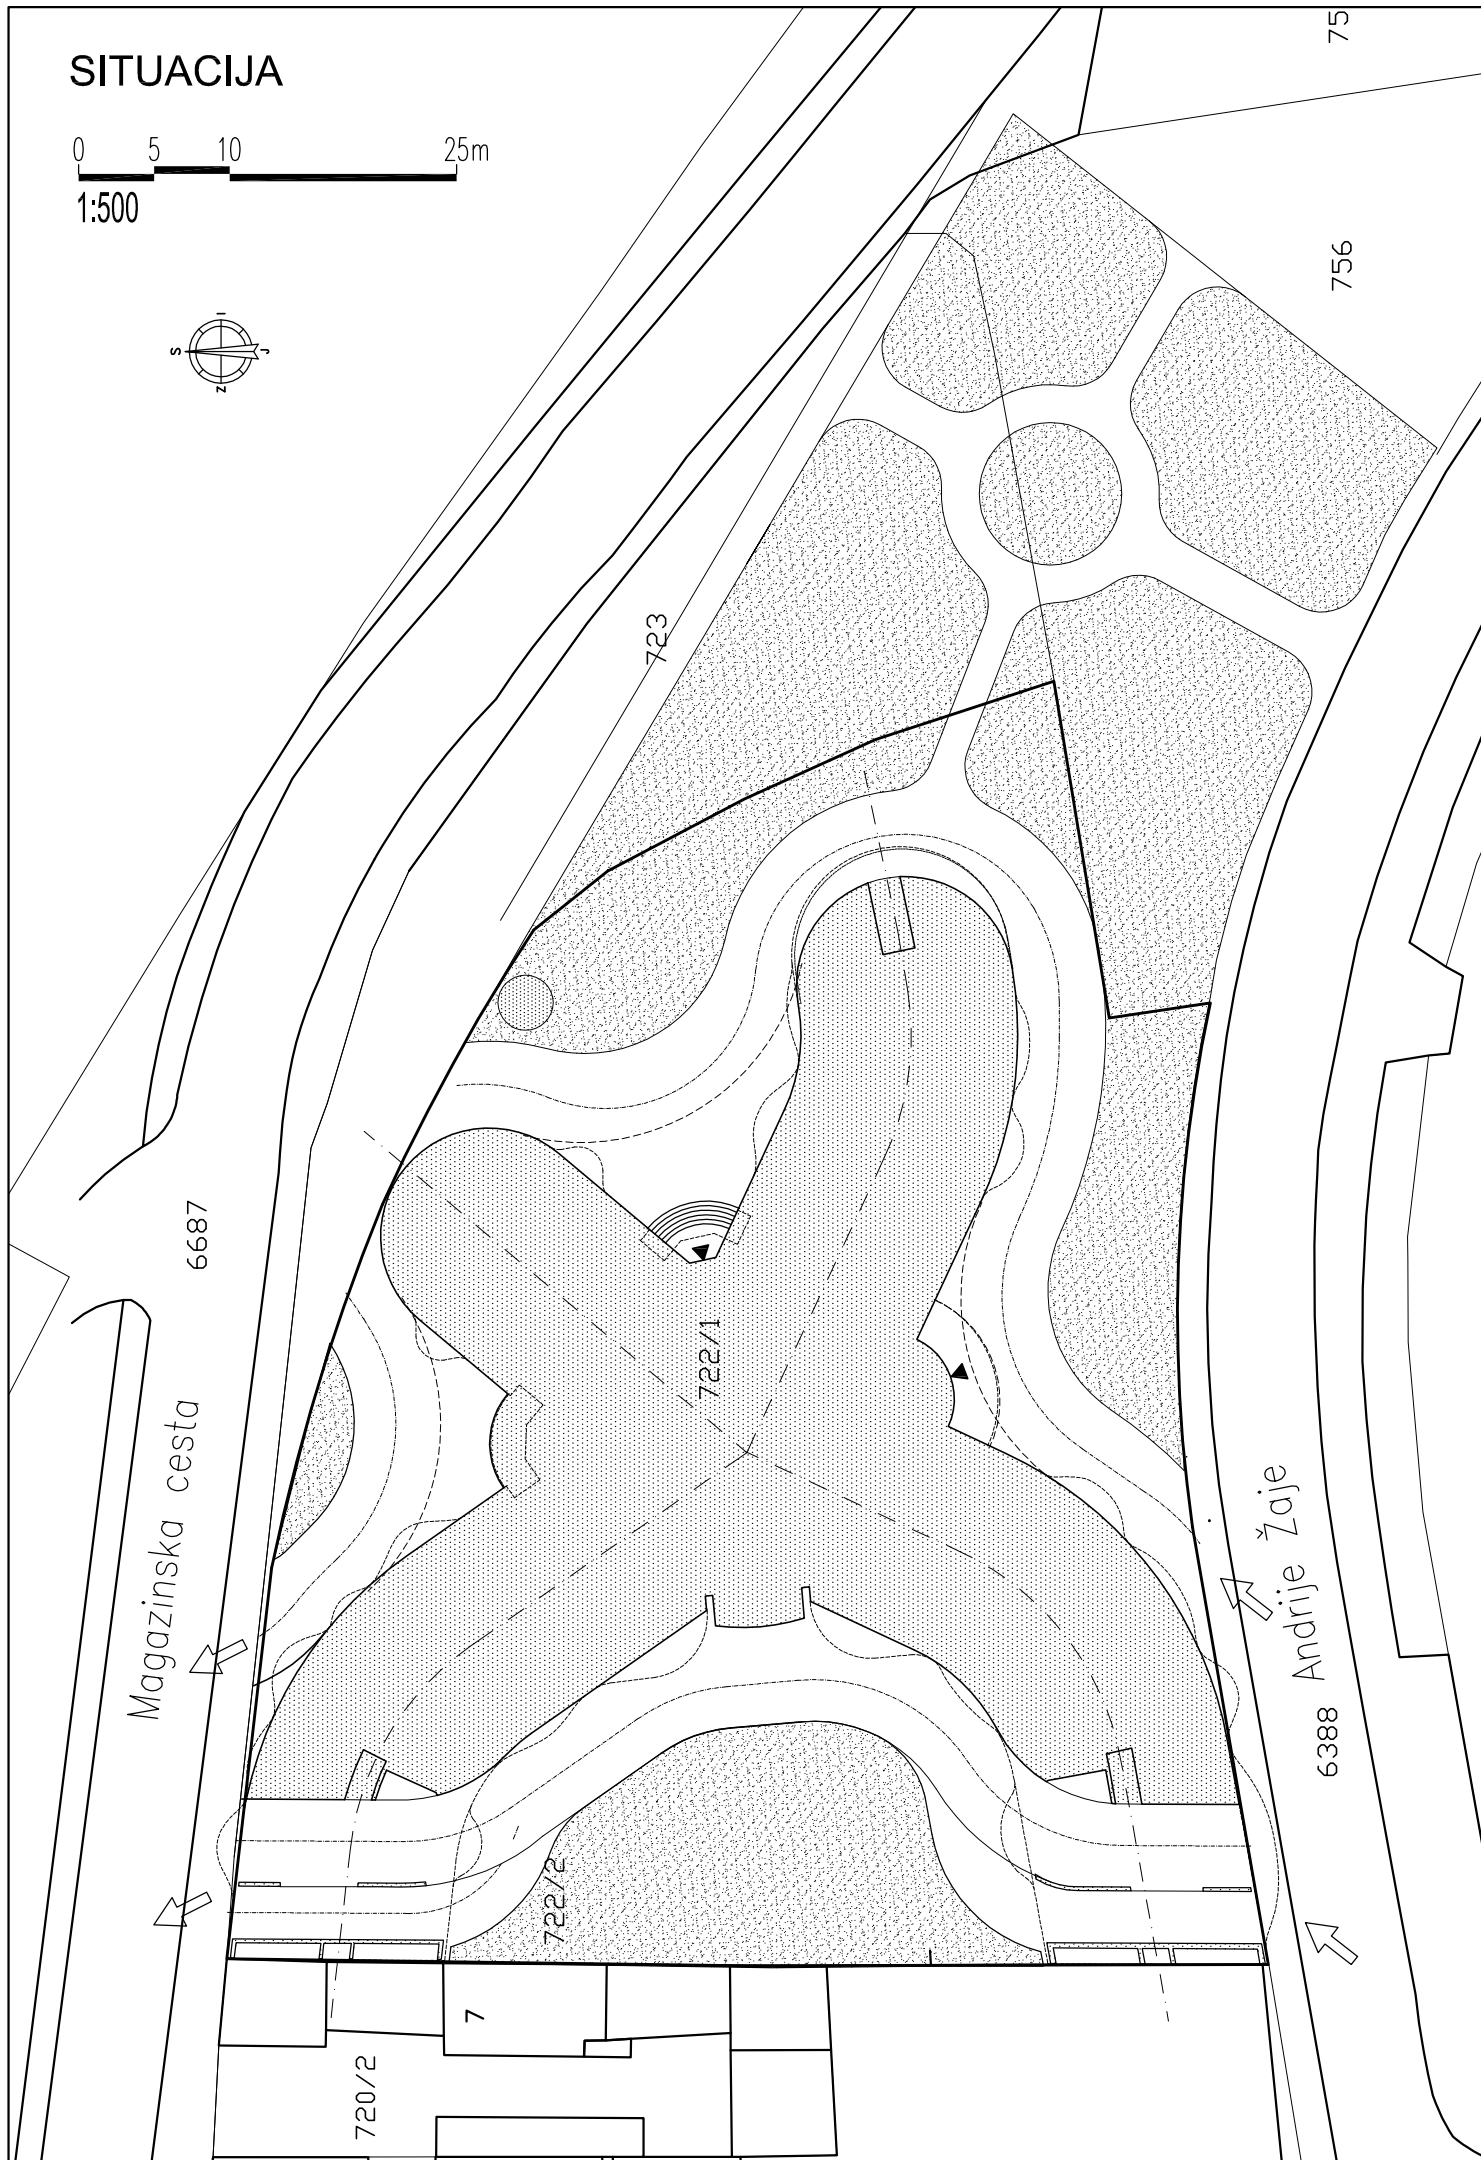 SITUACIJA
0 5 10 25m
1:500
75
756
S
I
J
Z
723
6687
722/1
Magazinska cesta
Andrije Žaje
6388
722/2
7
720/2